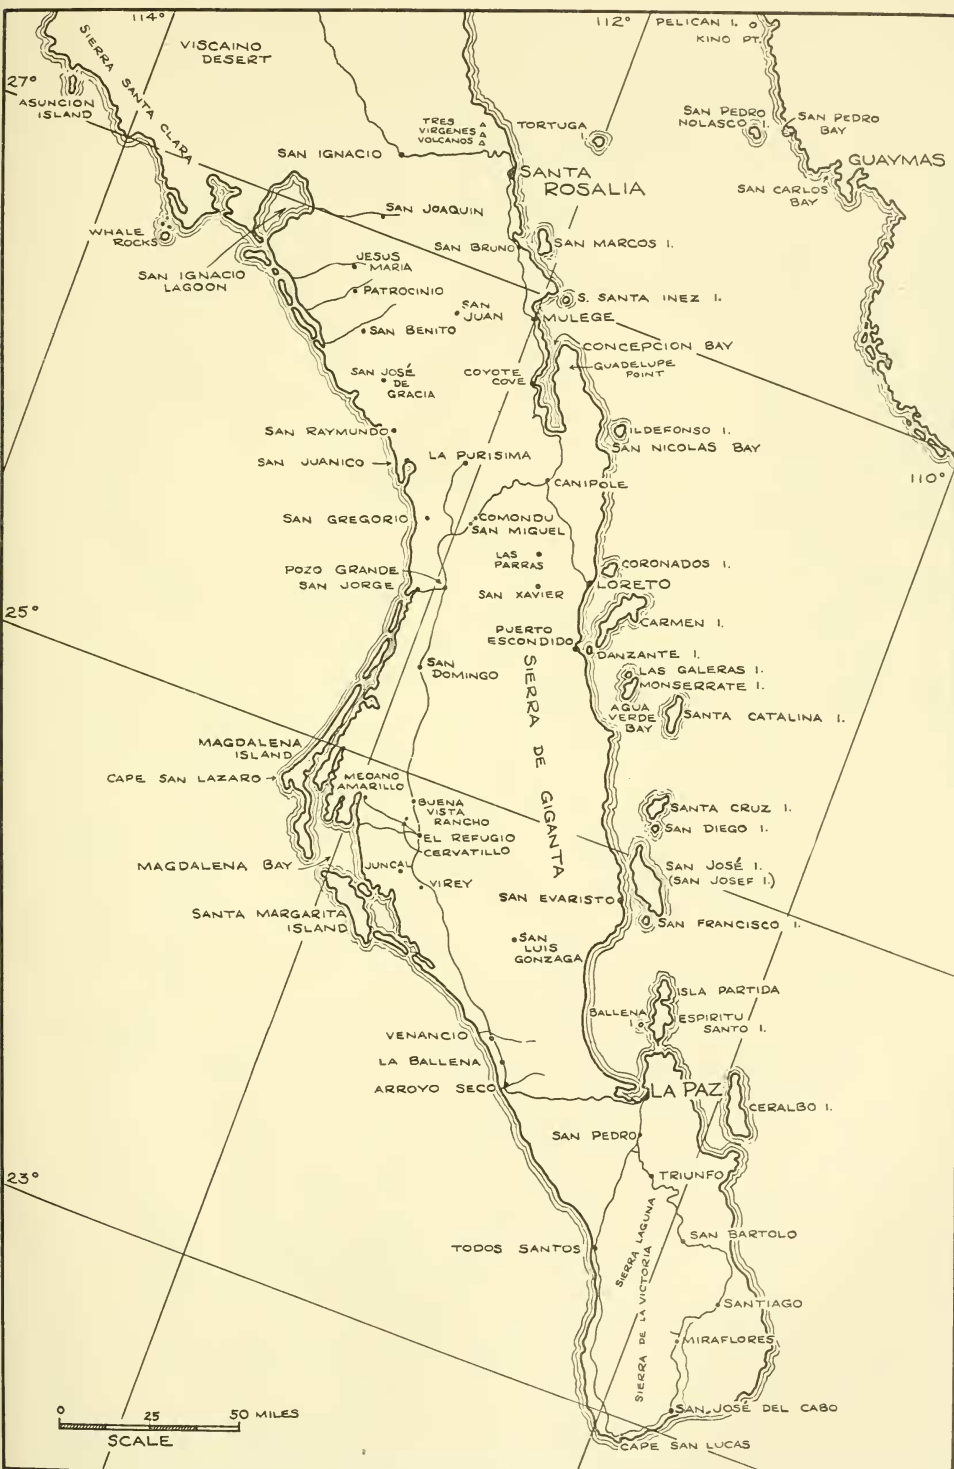 114°
112°
PELICAN I.
KINO PT.
SIERRA SANTA CLARA
VISCAINO
DESERT
27°
ASUNCION
ISLAND
TRES
VIRGENES
VOLCANOS
TORTUGA
I.
SAN PEDRO
NOLASCO I.
SAN PEDRO
BAY
GUAYMAS
SAN IGNACIO
SANTA
ROSALIA
SAN CARLOS
BAY
SAN JOAQUIN
WHALE
ROCKS
SAN BRUNO
SAN MARCOS I.
SAN IGNACIO
LAGOON
JESUS
MARIA
PATROCINIO
S. SANTA INEZ I.
SAN
JUAN
MULEGE
SAN BENITO
CONCEPCION BAY
GUADELUPE
POINT
COYOTE
COVE
SAN JOSÉ
DE
GRACIA
SAN RAYMUNDO
ILDEFONSO I.
SAN NICOLAS BAY
SAN JUANICO
LA PURISIMA
110°
CANIPOLE
SAN GREGORIO
COMONDU
SAN MIGUEL
LAS
PARRAS
POZO GRANDE
CORONADOS I.
SAN JORGE
SAN XAVIER
LORETO
25°
CARMEN I.
PUERTO
ESCONDIDO
DANZANTE I.
SAN
DOMINGO
LAS GALERAS I.
MONSERRATE I.
SIERRA DE GIGANTA
AGUA
VERDE
BAY
SANTA CATALINA I.
MAGDALENA
ISLAND
CAPE SAN LAZARO
MEDANO
AMARILLO
BUENA
VISTA
RANCHO
SANTA CRUZ I.
SAN DIEGO I.
EL REFUGIO
CERVATILLO
MAGDALENA BAY
JUNCAL
VIREY
SAN JOSÉ I.
(SAN JOSEF I.)
SAN EVARISTO
SANTA MARGARITA
ISLAND
SAN FRANCISCO I.
SAN
LUIS
GONZAGA
ISLA PARTIDA
BALLENA
I.
ESPIRITU
SANTO I.
VENANCIO
LA BALLENA
ARROYO SECO
LA PAZ
CERALBO I.
SAN PEDRO
23°
TRIUNFO
SIERRA LAGUNA
SIERRA DE LA VICTORIA
SAN BARTOLO
TODOS SANTOS
SANTIAGO
MIRAFLORES
0 25 50 MILES
SCALE
SAN JOSÉ DEL CABO
CAPE SAN LUCAS